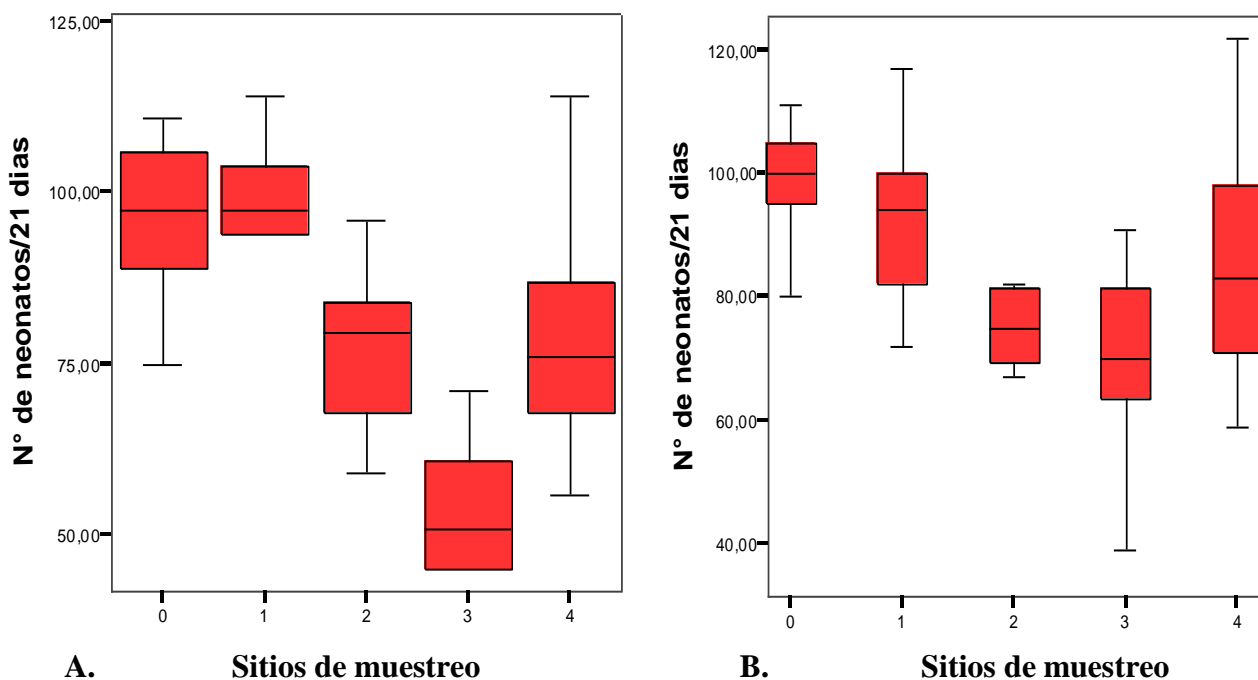 125,00
100,00
75,00
50,00
N° de neonatos/21 dias
0 1 2 3 4
A. Sitios de muestreo
120,00
100,00
80,00
60,00
40,00
N° de neonatos/21 dias
0 1 2 3 4
B. Sitios de muestreo